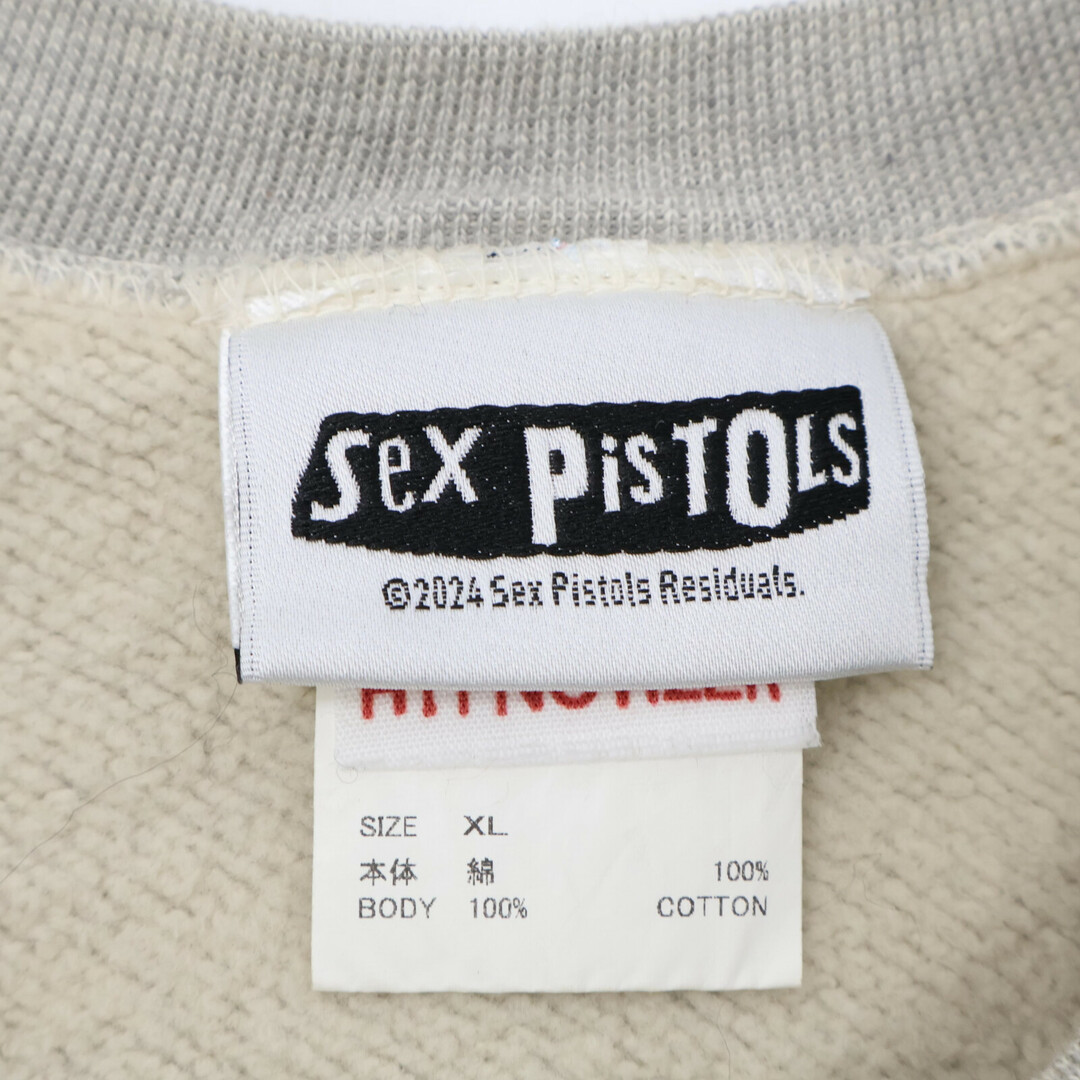 Sex PiSTOLS
©2024 Sex Pistols Residuals.
SIZE XL
本体 綿 100%
BODY 100% COTTON